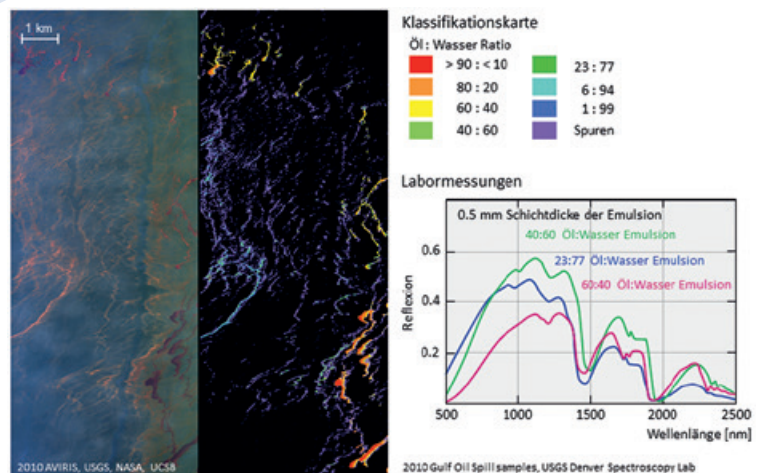 1 km
2010 AVIRIS, USGS, NASA, UCSB
Klassifikationskarte
Öl : Wasser Ratio
> 90 : < 10
80 : 20
60 : 40
40 : 60
23 : 77
6 : 94
1 : 99
Spuren
Labormessungen
0.5 mm Schichtdicke der Emulsion
40:60 Öl:Wasser Emulsion
23:77 Öl:Wasser Emulsion
60:40 Öl:Wasser Emulsion
Reflexion
0.6
0.4
0.2
500 1000 1500 2000 2500
Wellenlänge [nm]
2010 Gulf Oil Spill samples, USGS Denver Spectroscopy Lab